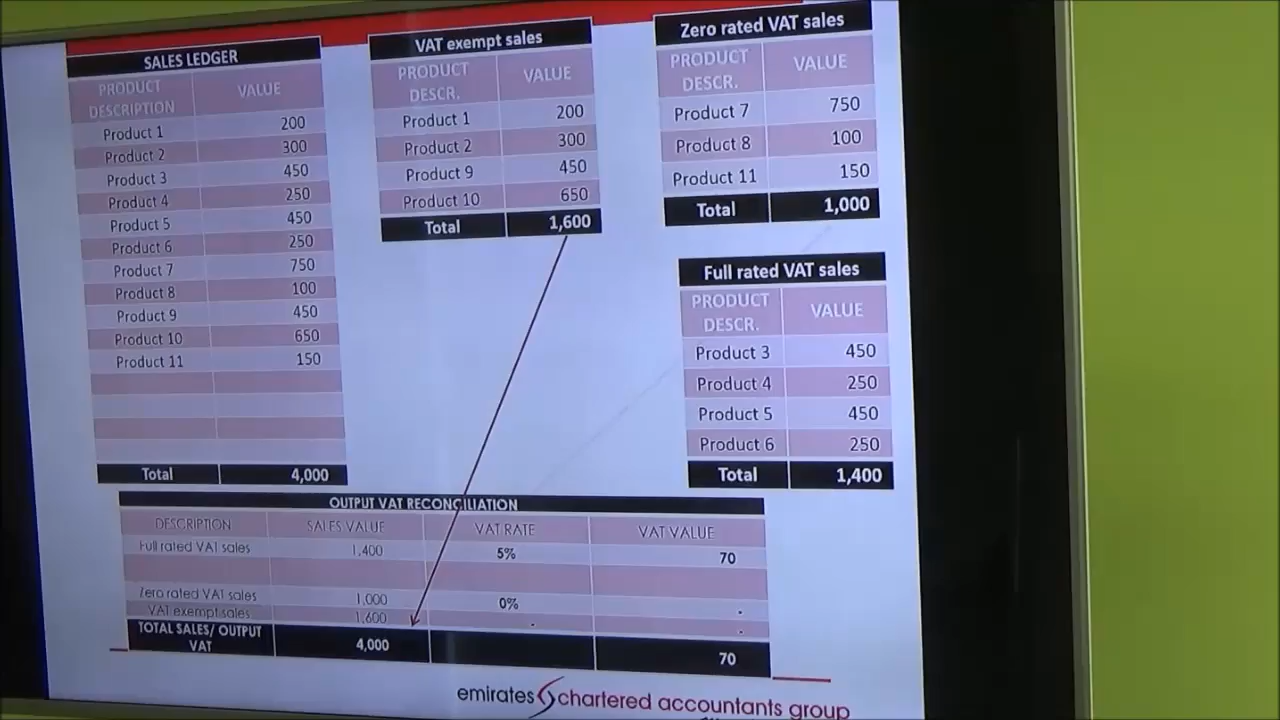 SALES LEDGER
PRODUCT DESCRIPTION VALUE
Product 1 200
Product 2 300
Product 3 450
Product 4 250
Product 5 450
Product 6 250
Product 7 750
Product 8 100
Product 9 450
Product 10 650
Product 11 150
Total 4,000
VAT exempt sales
PRODUCT DESCR. VALUE
Product 1 200
Product 2 300
Product 9 450
Product 10 650
Total 1,600
Zero rated VAT sales
PRODUCT DESCR. VALUE
Product 7 750
Product 8 100
Product 11 150
Total 1,000
Full rated VAT sales
PRODUCT DESCR. VALUE
Product 3 450
Product 4 250
Product 5 450
Product 6 250
Total 1,400
OUTPUT VAT RECONCILIATION
DESCRIPTION SALES VALUE VAT RATE VAT VALUE
Full rated VAT sales 1,400 5% 70
Zero rated VAT sales 1,000 0% -
VAT exempt sales 1,600 - -
TOTAL SALES/ OUTPUT VAT 4,000 70
emirates chartered accountants group